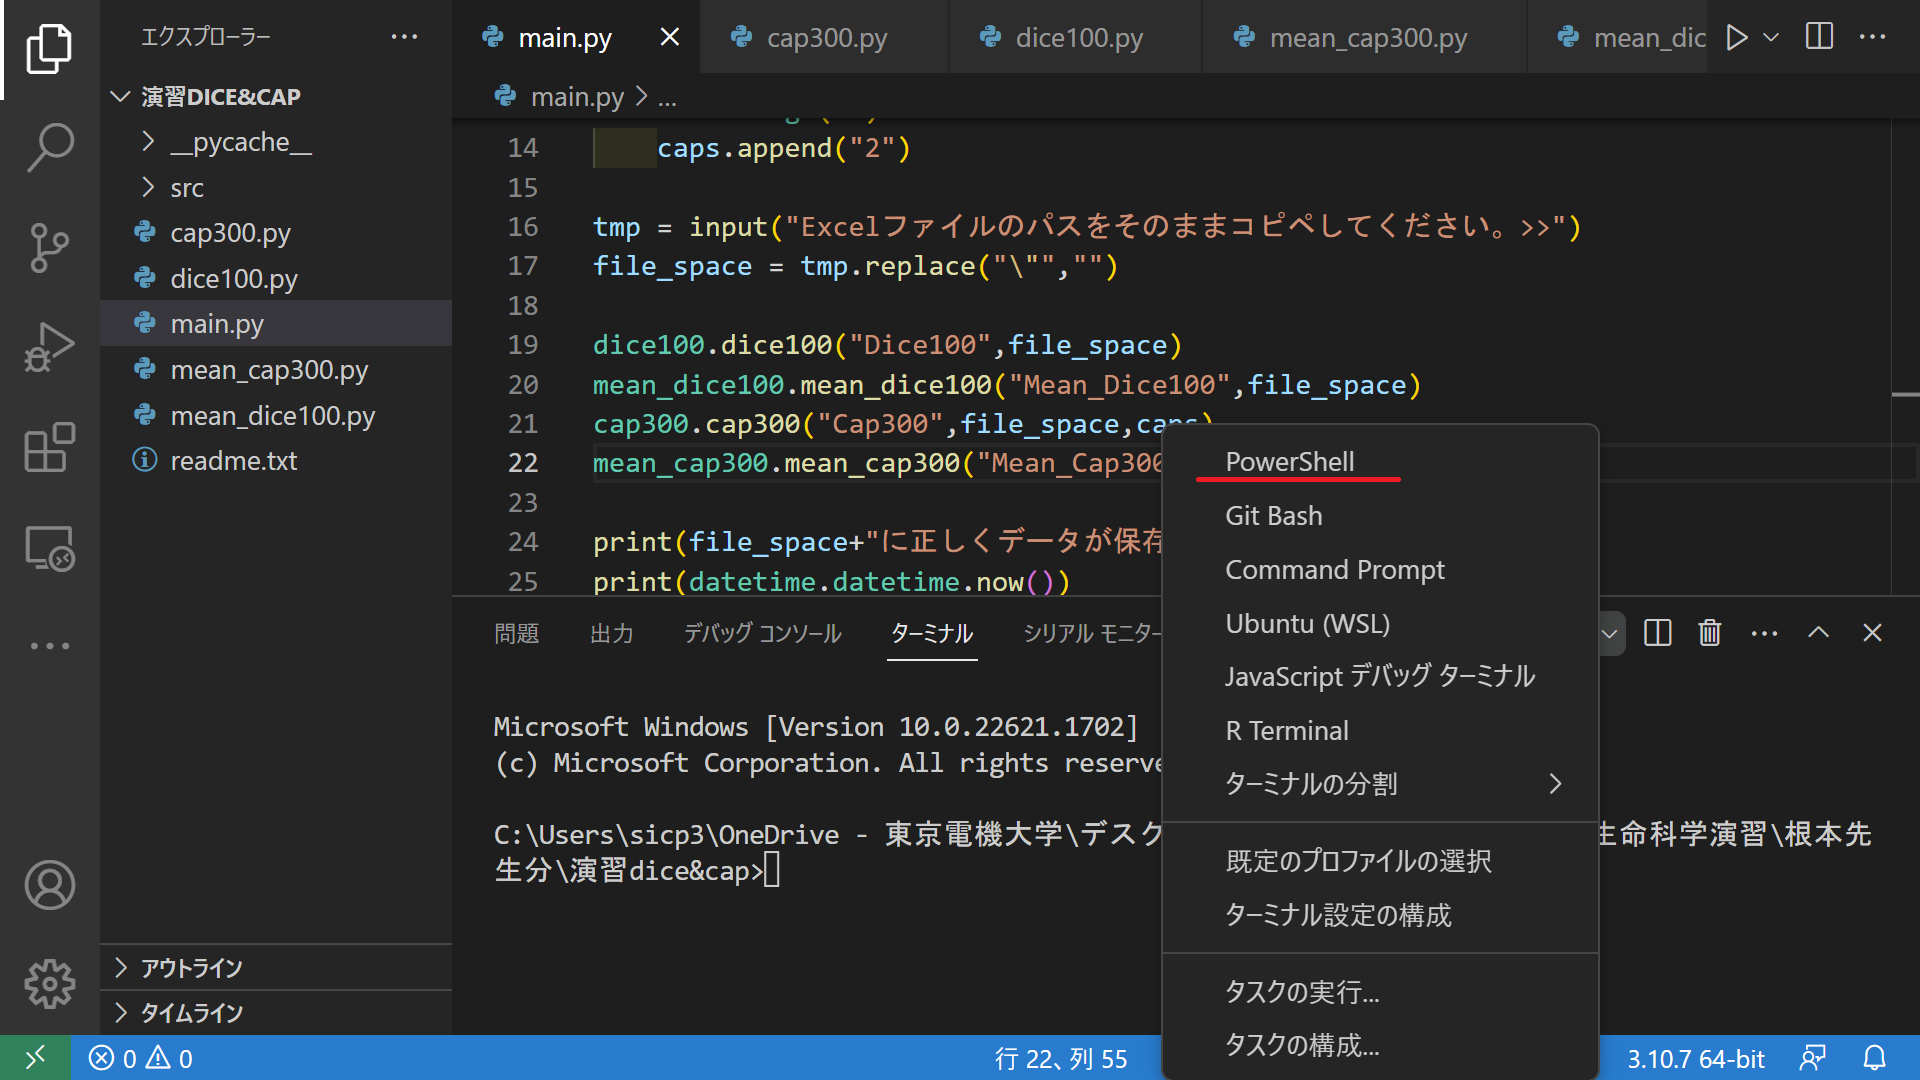 エクスプローラー
演習DICE&CAP
__pycache__
src
cap300.py
dice100.py
main.py
mean_cap300.py
mean_dice100.py
readme.txt
アウトライン
タイムライン
main.py
cap300.py
dice100.py
mean_cap300.py
mean_dic
main.py > ...
14 caps.append("2")
15
16 tmp = input("Excelファイルのパスをそのままコピペしてください。>>")
17 file_space = tmp.replace("\"","")
18
19 dice100.dice100("Dice100",file_space)
20 mean_dice100.mean_dice100("Mean_Dice100",file_space)
21 cap300.cap300("Cap300",file_space,caps)
22 mean_cap300.mean_cap300("Mean_Cap300
23
24 print(file_space+"に正しくデータが保存
25 print(datetime.datetime.now())
問題
出力
デバッグ コンソール
ターミナル
シリアル モニター
Microsoft Windows [Version 10.0.22621.1702]
(c) Microsoft Corporation. All rights reserve
C:\Users\sicp3\OneDrive - 東京電機大学\デスク
生命科学演習\根本先
生分\演習dice&cap>
PowerShell
Git Bash
Command Prompt
Ubuntu (WSL)
JavaScript デバッグ ターミナル
R Terminal
ターミナルの分割
既定のプロファイルの選択
ターミナル設定の構成
タスクの実行...
タスクの構成...
0
0
行 22、列 55
3.10.7 64-bit